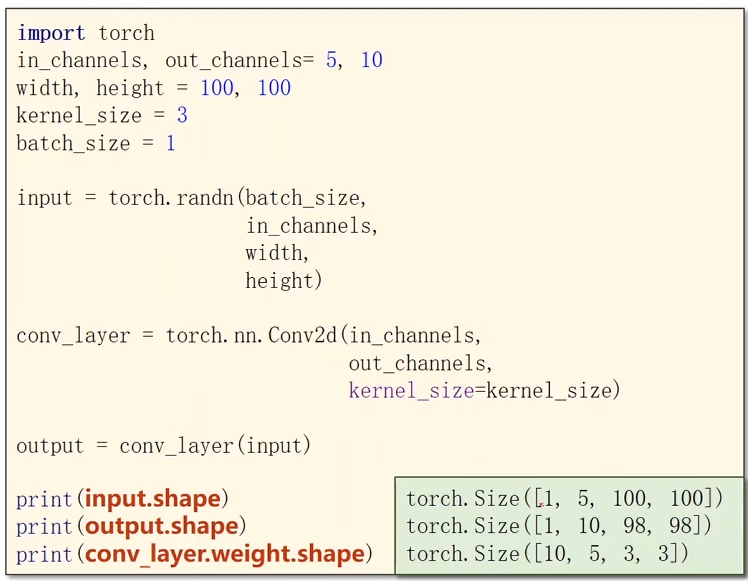 import torch
in_channels, out_channels= 5, 10
width, height = 100, 100
kernel_size = 3
batch_size = 1
input = torch.randn(batch_size,
in_channels,
width,
height)
conv_layer = torch.nn.Conv2d(in_channels,
out_channels,
kernel_size=kernel_size)
output = conv_layer(input)
print(input.shape)
print(output.shape)
print(conv_layer.weight.shape)
torch.Size([1, 5, 100, 100])
torch.Size([1, 10, 98, 98])
torch.Size([10, 5, 3, 3])